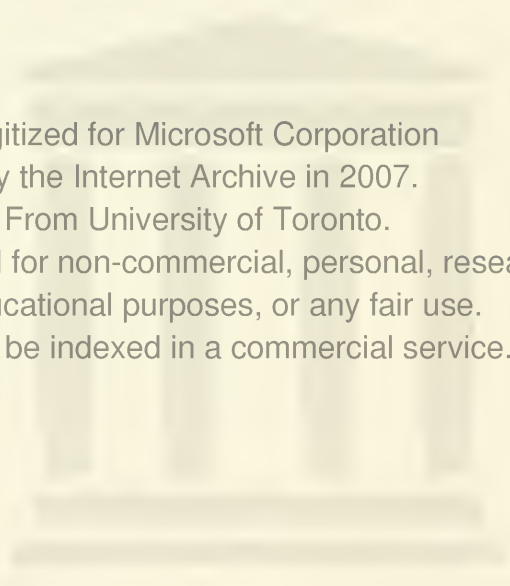 gitized for Microsoft Corporation
y the Internet Archive in 2007.
From University of Toronto.
l for non-commercial, personal, resea
ucational purposes, or any fair use.
be indexed in a commercial service.